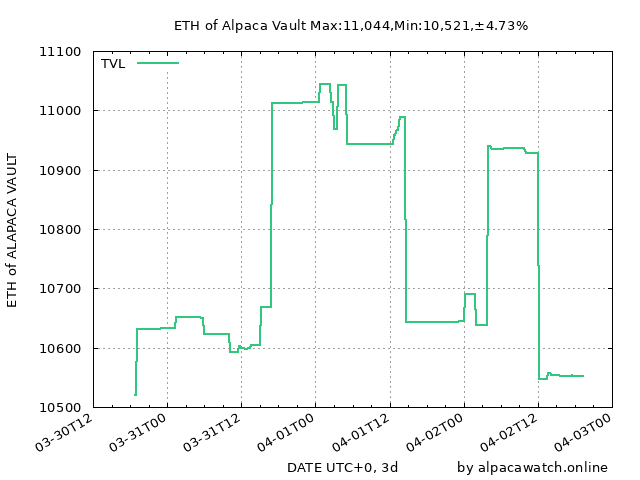 ETH of Alpaca Vault Max:11,044,Min:10,521,±4.73%
TVL
ETH of ALAPACA VAULT
11100
11000
10900
10800
10700
10600
10500
03-30T12
03-31T00
03-31T12
04-01T00
04-01T12
04-02T00
04-02T12
04-03T00
DATE UTC+0, 3d
by alpacawatch.online